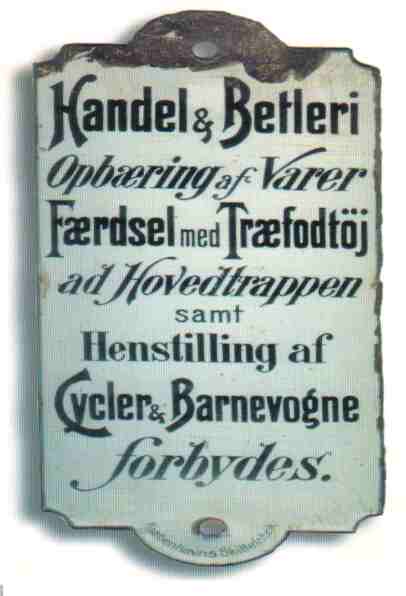 Handel & Betleri
Opbæring af Varer
Færdsel med Træfodtöj
ad Hovedtrappen
samt
Henstilling af
Cycler & Barnevogne
forbydes.